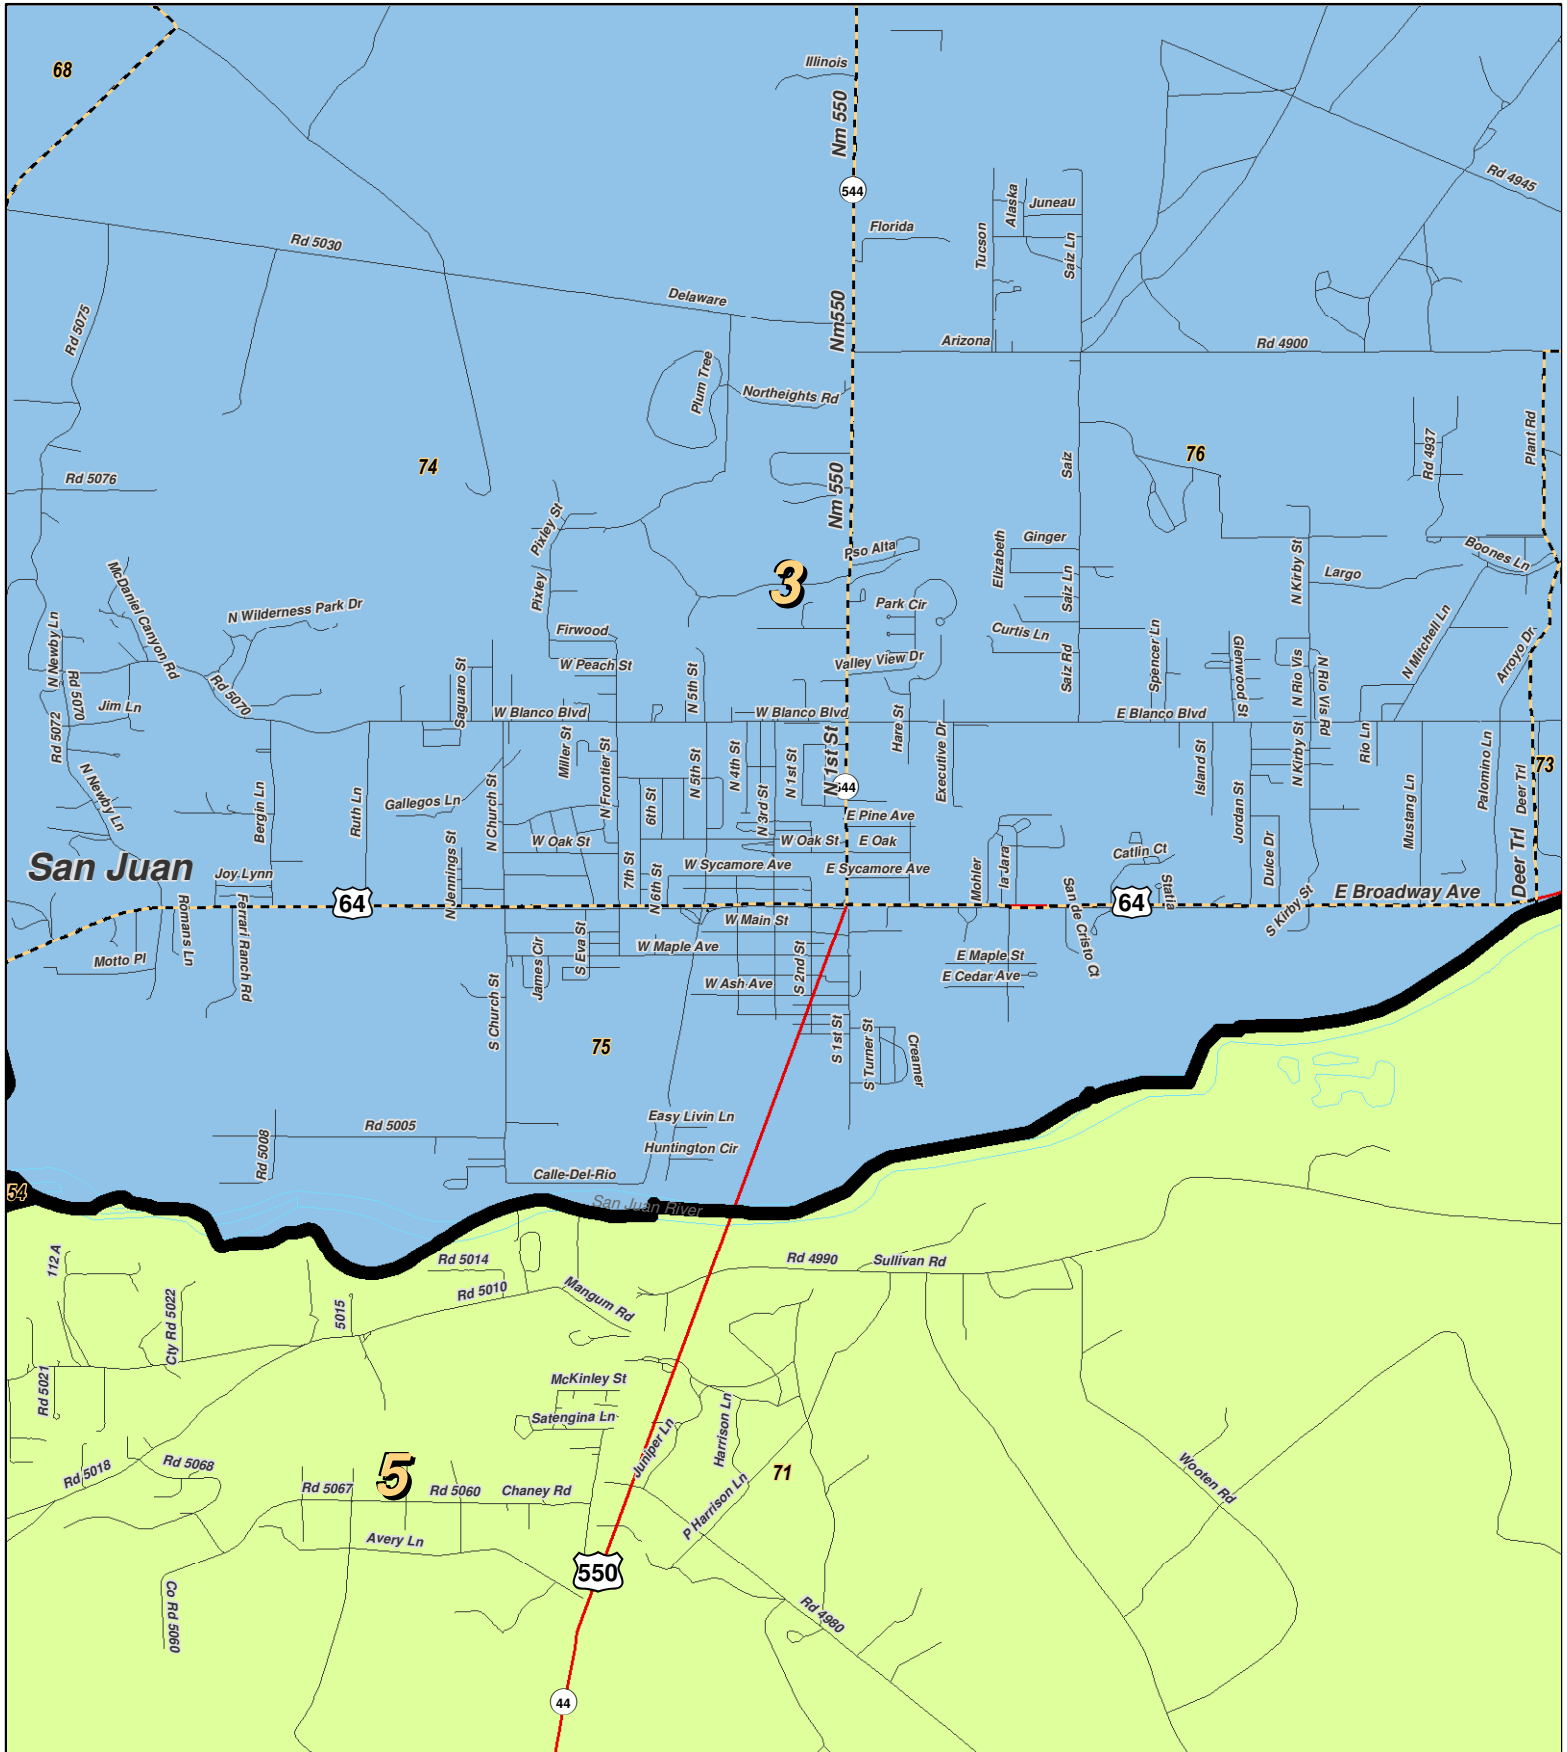 68
Illinois
Nm 550
544
Rd 4945
Alaska
Juneau
Florida
Tucson
Saiz Ln
Rd 5030
Delaware
Nm550
Rd 5075
Arizona
Rd 4900
Plum Tree
Northeights Rd
Plant Rd
74
76
Rd 4937
Saiz
Rd 5076
Nm 550
Pixley St
Pso Alta
Elizabeth
Ginger
N Kirby St
Boones Ln
Largo
McDaniel Canyon Rd
3
Pixley
Saiz Ln
N Wilderness Park Dr
Park Cir
N Newby Ln
Firwood
Curtis Ln
N Mitchell Ln
W Peach St
Valley View Dr
Saiz Rd
Spencer Ln
Glenwood St
N Rio Vis
N Rio Vis Rd
Arroyo Dr
Rd 5070
Rd 5070
Saguaro St
N 5th St
Jim Ln
W Blanco Blvd
W Blanco Blvd
E Blanco Blvd
Rd 5072
Hare St
Miller St
N Frontier St
N 5th St
N 4th St
N 1st St
N 1st St
Executive Dr
Island St
N Kirby St
Rio Ln
Palomino Ln
Deer Trl
73
N Newby Ln
544
Bergin Ln
Ruth Ln
Gallegos Ln
N Church St
6th St
N 3rd St
E Pine Ave
Jordan St
Mustang Ln
W Oak St
W Oak St
E Oak
Catlin Ct
Dulce Dr
San Juan
Joy Lynn
N Jennings St
7th St
N 6th St
W Sycamore Ave
E Sycamore Ave
Mohler
la Jara
Statia
Deer Trl
E Broadway Ave
64
64
Romans Ln
Ferrari Ranch Rd
W Main St
San de Cristo Ct
S Kirby St
Motto Pl
James Cir
S Eva St
W Maple Ave
E Maple St
S 2nd St
E Cedar Ave
W Ash Ave
S Church St
75
S 1st St
S Turner St
Creamer
Easy Livin Ln
Rd 5005
Rd 5008
Huntington Cir
Calle-Del-Rio
54
San Juan River
112 A
Rd 5014
Rd 4990
Sullivan Rd
Rd 5010
Mangum Rd
Cty Rd 5022
5015
Rd 5021
McKinley St
Satengina Ln
Juniper Ln
Harrison Ln
Rd 5018
Rd 5068
5
71
Wooten Rd
Rd 5067
Rd 5060
Chaney Rd
P Harrison Ln
Avery Ln
550
Co Rd 5060
Rd 4980
44